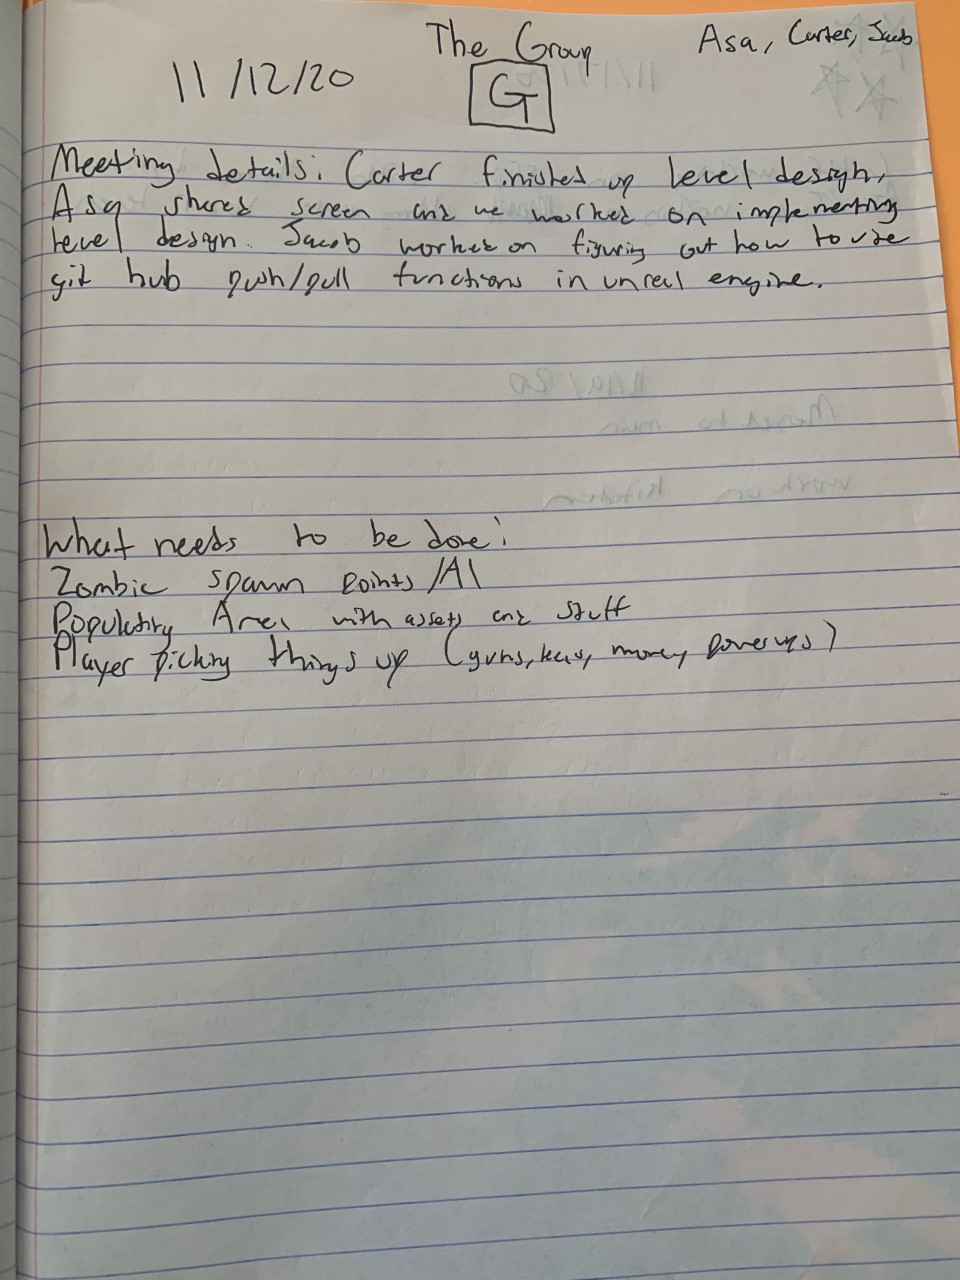 The Group
Asa, Carter, Jacob
11/12/20
G
Meeting details: Carter finished up level design,
Asa shared screen and we worked on implementing
level design. Jacob worked on figuring out how to use
git hub push/pull functions in unreal engine.
What needs to be done:
Zombie spawn points/AI
Populating Area with assets and stuff
Player picking things up (guns, keys, money, powerups)